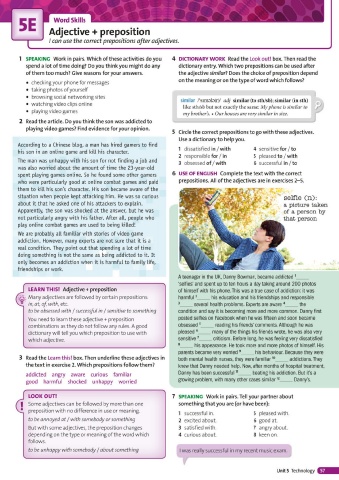 5E
Word Skills
Adjective + preposition
I can use the correct prepositions after adjectives.
1 SPEAKING Work in pairs. Which of these activities do you
spend a lot of time doing? Do you think you might do any
of them too much? Give reasons for your answers.
• checking your phone for messages
• taking photos of yourself
• browsing social networking sites
• watching video clips online
• playing video games
2 Read the article. Do you think the son was addicted to
playing video games? Find evidence for your opinion.
According to a Chinese blog, a man has hired gamers to find
his son in an online game and kill his character.
The man was unhappy with his son for not finding a job and
was also worried about the amount of time the 23-year-old
spent playing games online. So he found some other gamers
who were particularly good at online combat games and paid
them to kill his son's character. His son became aware of the
situation when people kept attacking him. He was so curious
about it that he asked one of his attackers to explain.
Apparently, the son was shocked at the answer, but he was
not particularly angry with his father. After all, people who
play online combat games are used to being killed!
We are probably all familiar with stories of video game
addiction. However, many experts are not sure that it is a
real condition. They point out that spending a lot of time
doing something is not the same as being addicted to it. It
only becomes an addiction when it is harmful to family life,
friendships or work.
LEARN THIS! Adjective + preposition
Many adjectives are followed by certain prepositions
in, at, of, with, etc.
to be obsessed with / successful in / sensitive to something
You need to learn these adjective + preposition
combinations as they do not follow any rules. A good
dictionary will tell you which preposition to use with
which adjective.
3 Read the Learn this! box. Then underline these adjectives in
the text in exercise 2. Which prepositions follow them?
addicted angry aware curious familiar
good harmful shocked unhappy worried
LOOK OUT!
Some adjectives can be followed by more than one
preposition with no difference in use or meaning.
to be annoyed at / with somebody or something
But with some adjectives, the preposition changes
depending on the type or meaning of the word which
follows.
to be unhappy with somebody / about something
4 DICTIONARY WORK Read the Look out! box. Then read the
dictionary entry. Which two prepositions can be used after
the adjective similar? Does the choice of preposition depend
on the meaning or on the type of word which follows?
similar /ˈsɪmələ(r)/ adj similar (to sth/sb); similar (in sth)
like sb/sth but not exactly the same: My phone is similar to
my brother's. • Our houses are very similar in size.
5 Circle the correct prepositions to go with these adjectives.
Use a dictionary to help you.
1 dissatisfied in / with
2 responsible for / in
3 obsessed of / with
4 sensitive for / to
5 pleased to / with
6 successful in / to
6 USE OF ENGLISH Complete the text with the correct
prepositions. All of the adjectives are in exercises 2–5.
selfie (n):
a picture taken
of a person by
that person
A teenager in the UK, Danny Bowman, became addicted 1
'selfies' and spent up to ten hours a day taking around 200 photos
of himself with his phone. This was a true case of addiction: it was
harmful 2 his education and his friendships and responsible
3 several health problems. Experts are aware 4 the
condition and say it is becoming more and more common. Danny first
posted selfies on Facebook when he was fifteen and soon became
obsessed 5 reading his friends' comments. Although he was
pleased 6 many of the things his friends wrote, he was also very
sensitive 7 criticism. Before long, he was feeling very dissatisfied
8 his appearance. He took more and more photos of himself. His
parents became very worried 9 his behaviour. Because they were
both mental health nurses, they were familiar 10 addictions. They
knew that Danny needed help. Now, after months of hospital treatment,
Danny has been successful 11 beating his addiction. But it's a
growing problem, with many other cases similar 12 Danny's.
7 SPEAKING Work in pairs. Tell your partner about
something that you are (or have been):
1 successful in.
2 excited about.
3 satisfied with.
4 curious about.
5 pleased with.
6 good at.
7 angry about.
8 keen on.
I was really successful in my recent music exam.
Unit 5 Technology 57